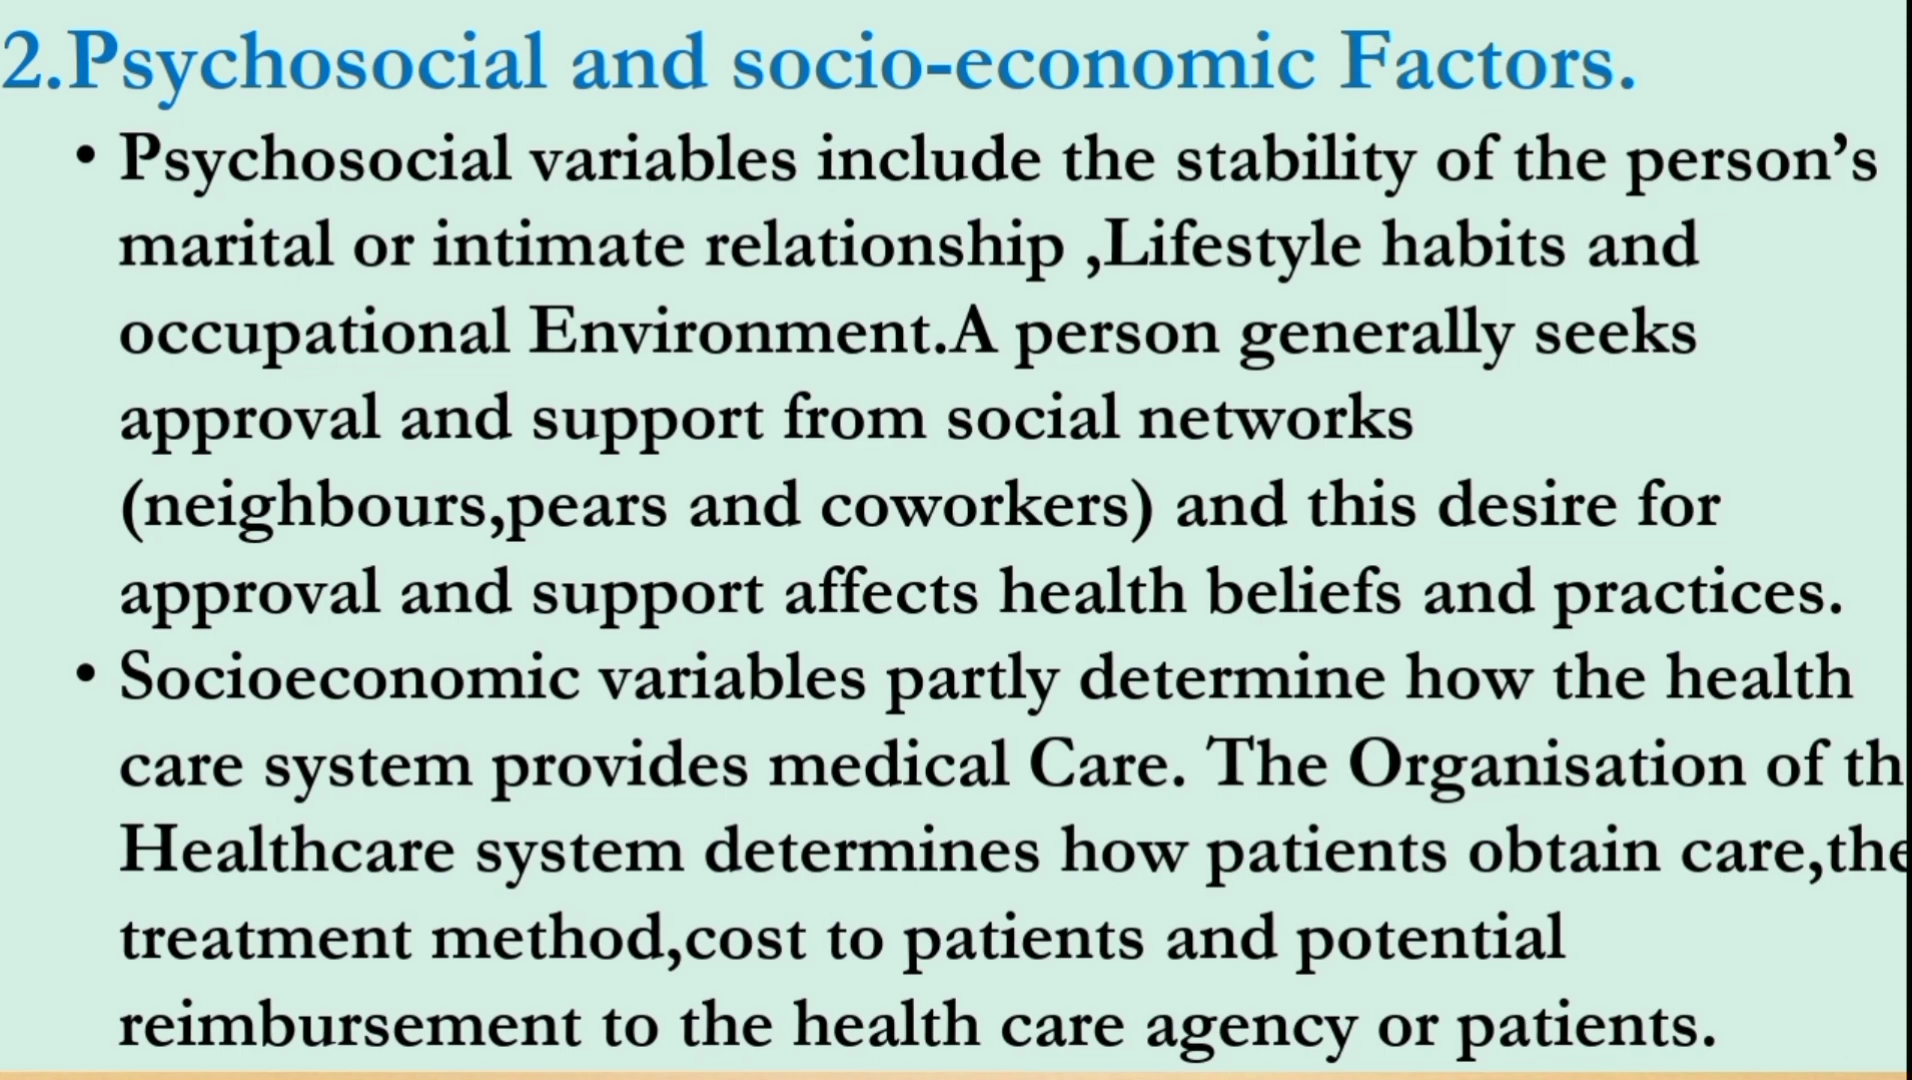 2.Psychosocial and socio-economic Factors.
• Psychosocial variables include the stability of the person’s
marital or intimate relationship ,Lifestyle habits and
occupational Environment.A person generally seeks
approval and support from social networks
(neighbours,pears and coworkers) and this desire for
approval and support affects health beliefs and practices.
• Socioeconomic variables partly determine how the health
care system provides medical Care. The Organisation of th
Healthcare system determines how patients obtain care,the
treatment method,cost to patients and potential
reimbursement to the health care agency or patients.